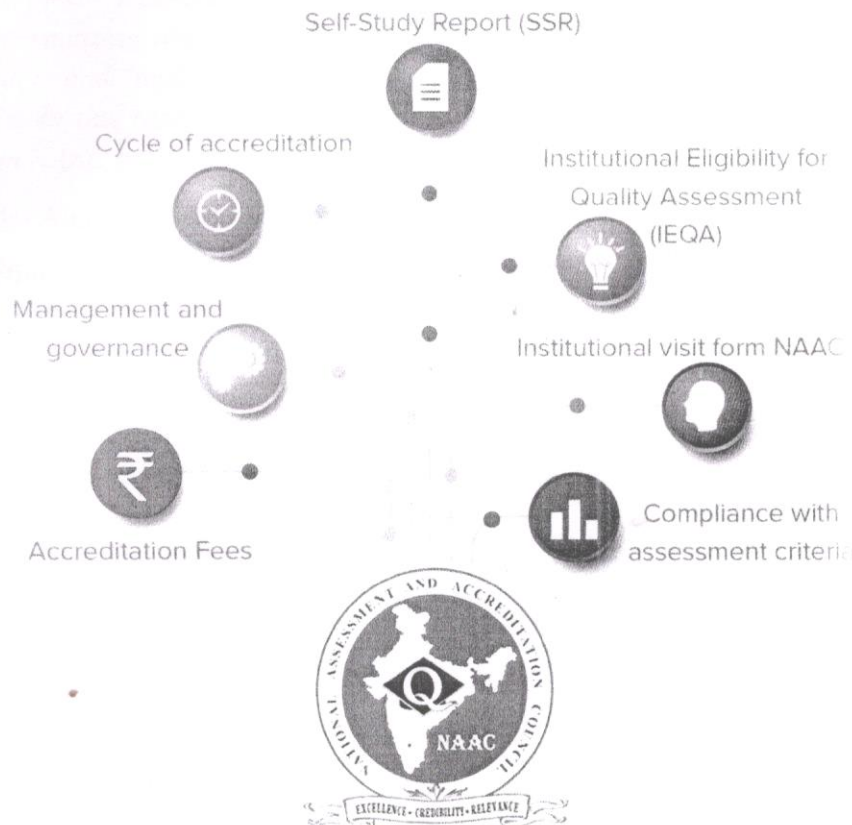 Self-Study Report (SSR)
Cycle of accreditation
Institutional Eligibility for
Quality Assessment
(IEQA)
Management and
governance
Institutional visit form NAAC
₹
Accreditation Fees
Compliance with
assessment criteria
NATIONAL ASSESSMENT AND ACCREDITATION COUNCIL
Q
NAAC
EXCELLENCE - CREDIBILITY - RELEVANCE